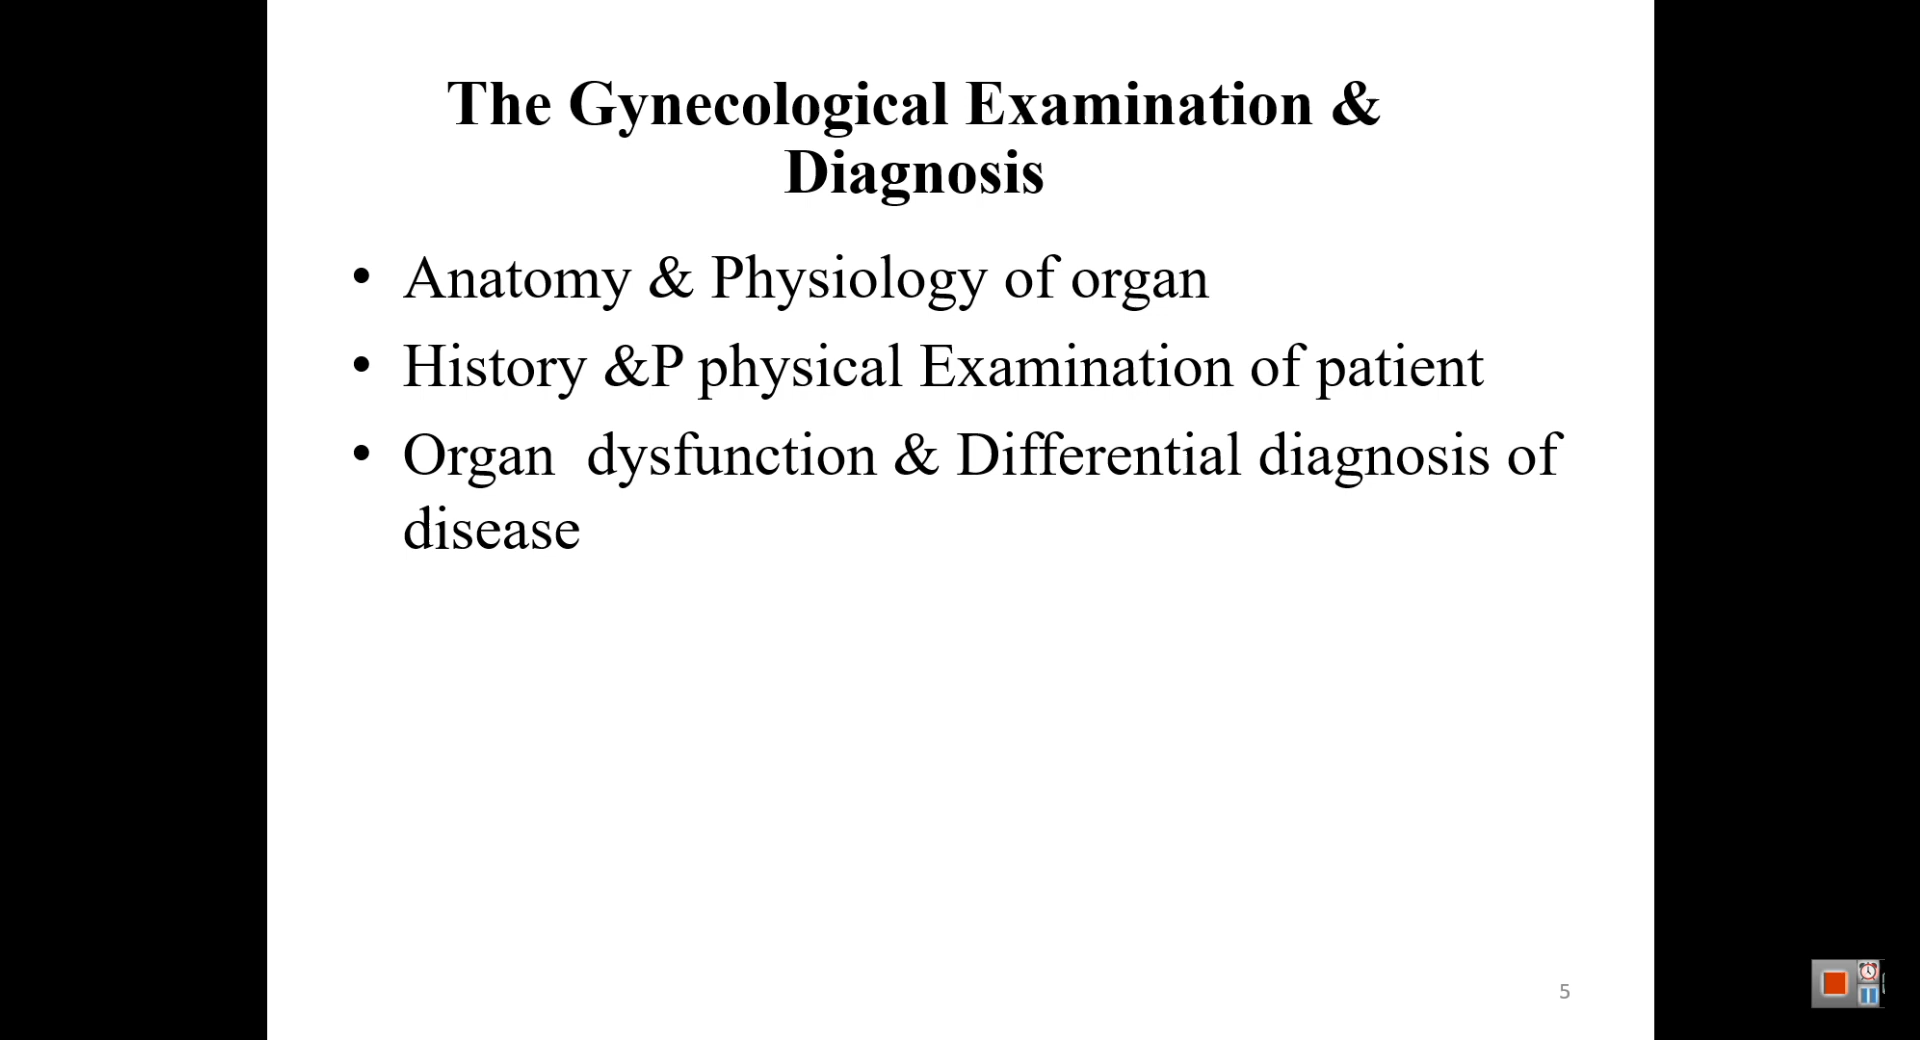 The Gynecological Examination &
Diagnosis
• Anatomy & Physiology of organ
• History &P physical Examination of patient
• Organ  dysfunction & Differential diagnosis of
disease
5